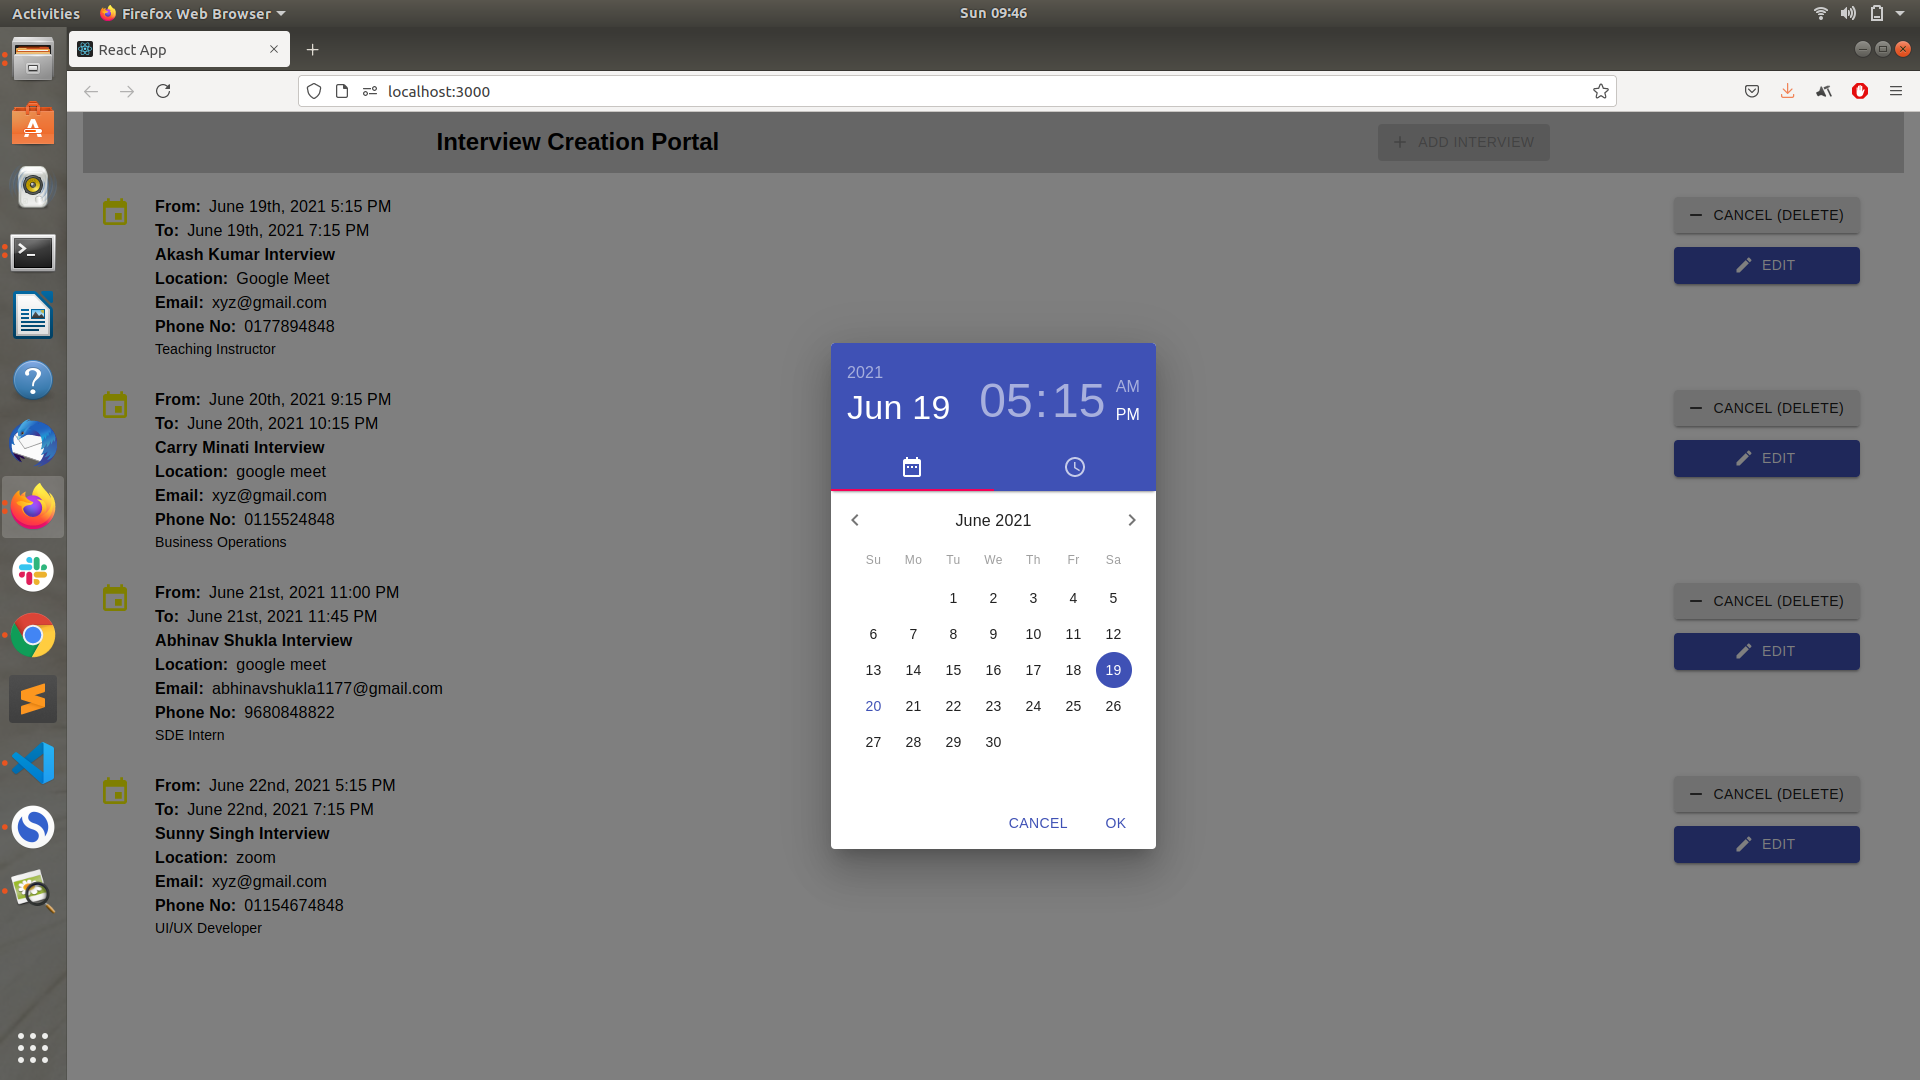 Activities
Firefox Web Browser
Sun 09:46
React App
localhost:3000
Interview Creation Portal
ADD INTERVIEW
From: June 19th, 2021 5:15 PM
To: June 19th, 2021 7:15 PM
Akash Kumar Interview
Location: Google Meet
Email: xyz@gmail.com
Phone No: 0177894848
Teaching Instructor
CANCEL (DELETE)
EDIT
From: June 20th, 2021 9:15 PM
To: June 20th, 2021 10:15 PM
Carry Minati Interview
Location: google meet
Email: xyz@gmail.com
Phone No: 0115524848
Business Operations
CANCEL (DELETE)
EDIT
From: June 21st, 2021 11:00 PM
To: June 21st, 2021 11:45 PM
Abhinav Shukla Interview
Location: google meet
Email: abhinavshukla1177@gmail.com
Phone No: 9680848822
SDE Intern
CANCEL (DELETE)
EDIT
From: June 22nd, 2021 5:15 PM
To: June 22nd, 2021 7:15 PM
Sunny Singh Interview
Location: zoom
Email: xyz@gmail.com
Phone No: 01154674848
UI/UX Developer
CANCEL (DELETE)
EDIT
2021
Jun 19
05:15
AM
PM
June 2021
Su Mo Tu We Th Fr Sa
1 2 3 4 5
6 7 8 9 10 11 12
13 14 15 16 17 18 19
20 21 22 23 24 25 26
27 28 29 30
CANCEL
OK